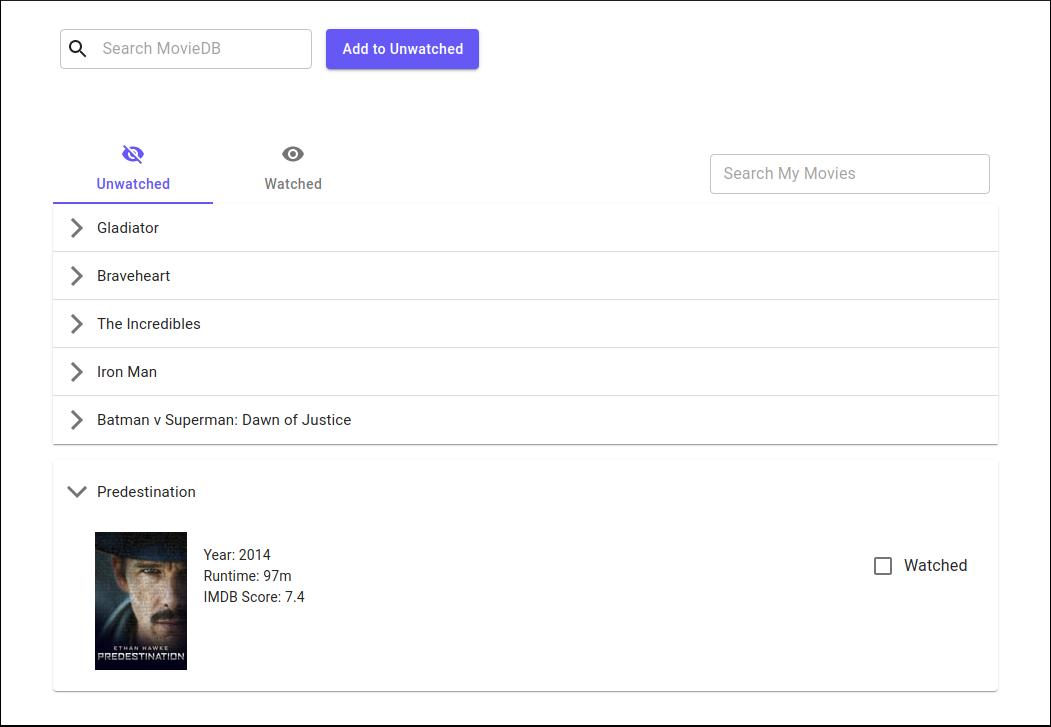 Search MovieDB
Add to Unwatched
Unwatched
Watched
Search My Movies
Gladiator
Braveheart
The Incredibles
Iron Man
Batman v Superman: Dawn of Justice
Predestination
Year: 2014
Runtime: 97m
IMDB Score: 7.4
Watched
ETHAN HAWKE
PREDESTINATION